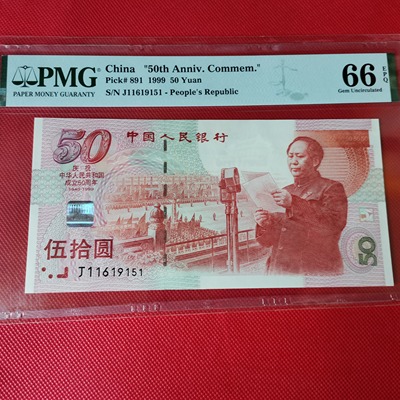 PMG
PAPER MONEY GUARANTY
China "50th Anniv. Commem."
Pick# 891 1999 50 Yuan
S/N J11619151 - People's Republic
66 EPQ
Gem Uncirculated
50
中国人民银行
庆祝
中华人民共和国
成立50周年
1949-1999
伍拾圆
J11619151
50